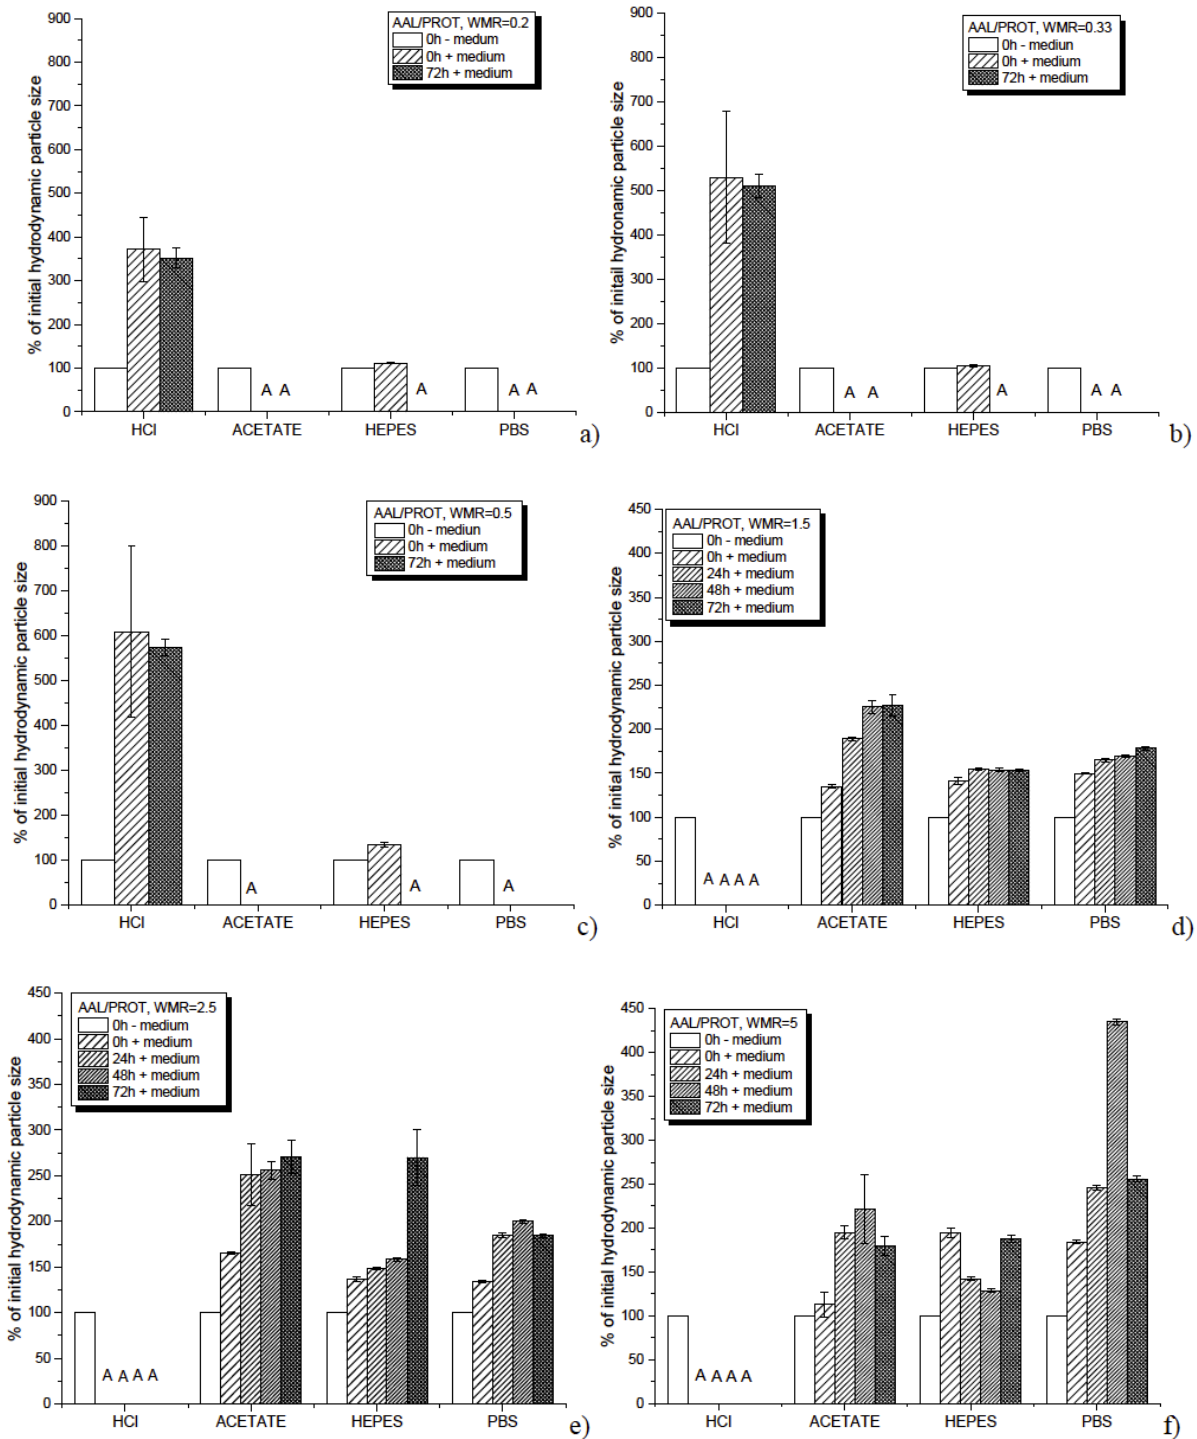 % of initial hydrodynamic particle size
900
800
700
600
500
400
300
200
100
0
AAL/PROT, WMR=0.2
0h - medum
0h + medium
72h + medium
A A
A
A A
HCl
ACETATE
HEPES
PBS
a)
% of initail hydronamic particle size
900
800
700
600
500
400
300
200
100
0
AAL/PROT, WMR=0.33
0h - mediun
0h + medium
72h + medium
A A
A
A A
HCl
ACETATE
HEPES
PBS
b)
% of initial hydrodynamic particle size
900
800
700
600
500
400
300
200
100
0
AAL/PROT, WMR=0.5
0h - mediun
0h + medium
72h + medium
A
A
A
HCl
ACETATE
HEPES
PBS
c)
% of initial hydrodynamic particle size
450
400
350
300
250
200
150
100
50
0
AAL/PROT, WMR=1.5
0h - medium
0h + medium
24h + medium
48h + medium
72h + medium
A A A A
HCl
ACETATE
HEPES
PBS
d)
% of initial hydrodynamic particle size
450
400
350
300
250
200
150
100
50
0
AAL/PROT, WMR=2.5
0h - medium
0h + medium
24h + medium
48h + medium
72h + medium
A A A A
HCl
ACETATE
HEPES
PBS
e)
% of initial hydrodynamic particle size
450
400
350
300
250
200
150
100
50
0
AAL/PROT, WMR=5
0h - medium
0h + medium
24h + medium
48h + medium
72h + medium
A A A A
HCl
ACETATE
HEPES
PBS
f)